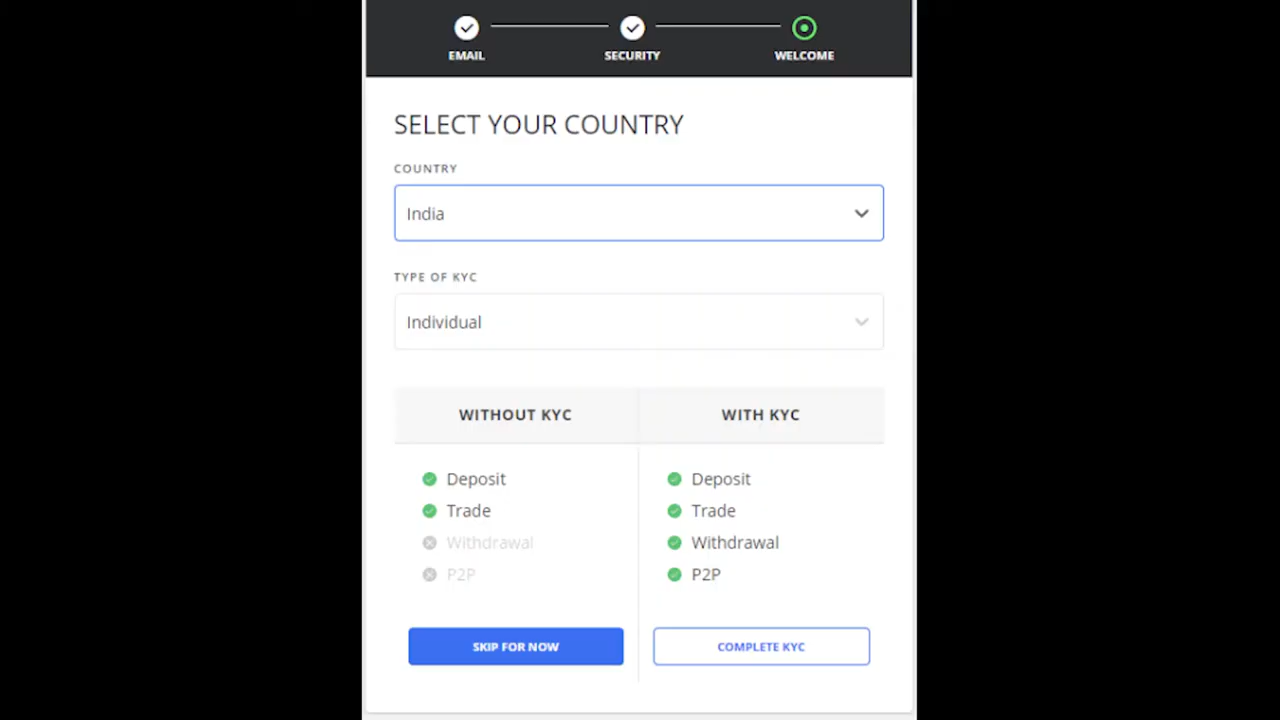 EMAIL
SECURITY
WELCOME
SELECT YOUR COUNTRY
COUNTRY
India
TYPE OF KYC
Individual
WITHOUT KYC
WITH KYC
Deposit
Trade
Withdrawal
P2P
Deposit
Trade
Withdrawal
P2P
SKIP FOR NOW
COMPLETE KYC